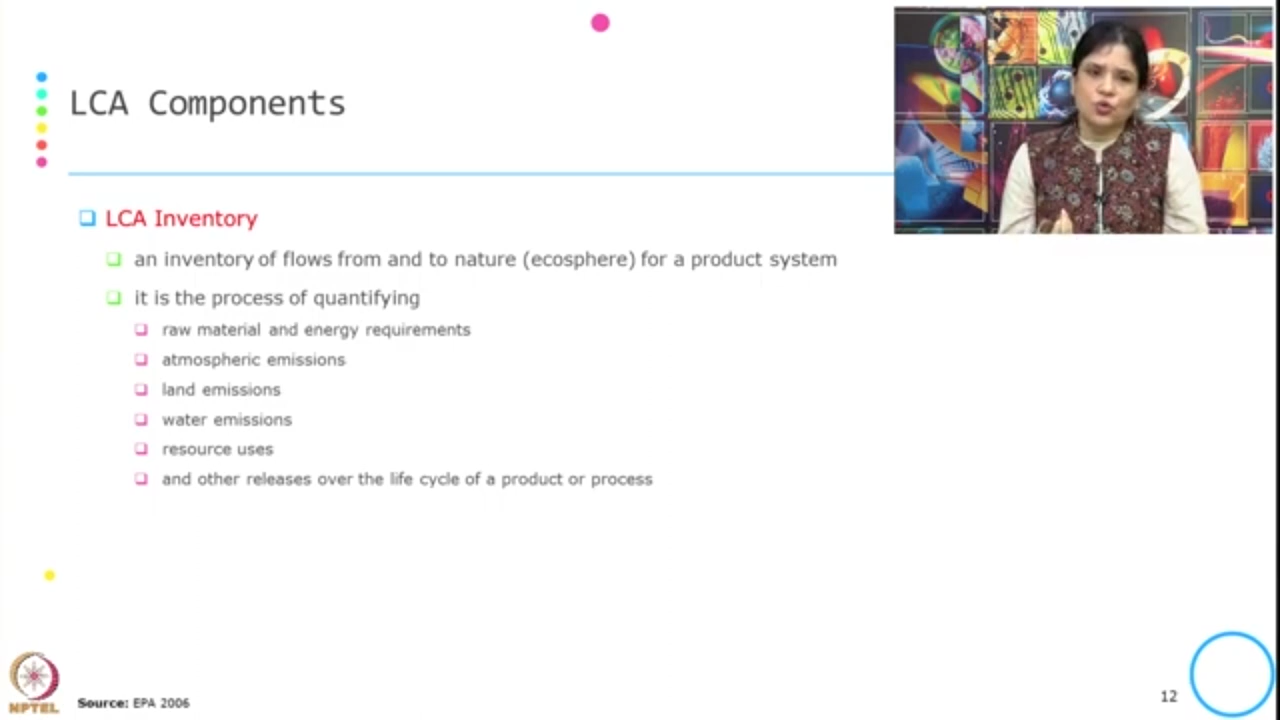 LCA Components
LCA Inventory
an inventory of flows from and to nature (ecosphere) for a product system
it is the process of quantifying
raw material and energy requirements
atmospheric emissions
land emissions
water emissions
resource uses
and other releases over the life cycle of a product or process
NPTEL
Source: EPA 2006
12